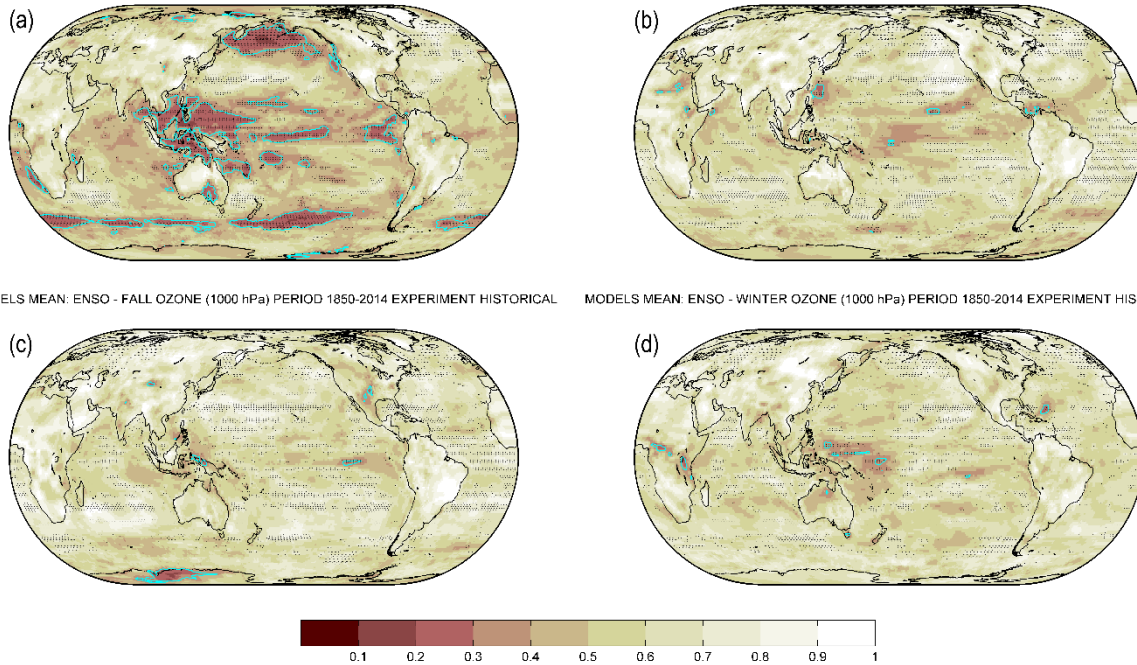 (a) (b)
ELS MEAN: ENSO - FALL OZONE (1000 hPa) PERIOD 1850-2014 EXPERIMENT HISTORICAL MODELS MEAN: ENSO - WINTER OZONE (1000 hPa) PERIOD 1850-2014 EXPERIMENT HIS
(c) (d)
0.1 0.2 0.3 0.4 0.5 0.6 0.7 0.8 0.9 1